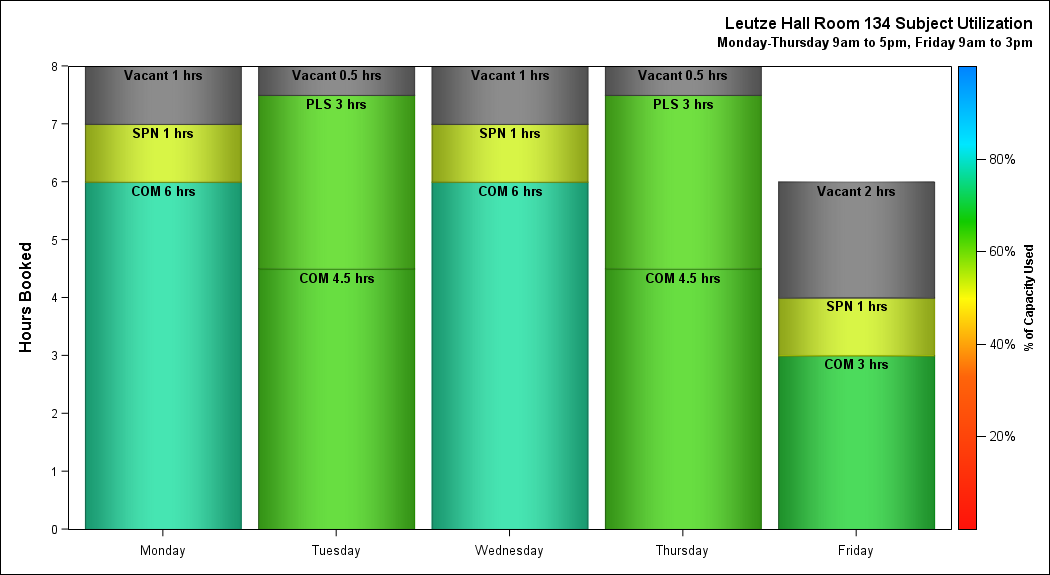 Leutze Hall Room 134 Subject Utilization
Monday-Thursday 9am to 5pm, Friday 9am to 3pm
Hours Booked
8
7
6
5
4
3
2
1
0
Vacant 1 hrs
SPN 1 hrs
COM 6 hrs
Vacant 0.5 hrs
PLS 3 hrs
COM 4.5 hrs
Vacant 1 hrs
SPN 1 hrs
COM 6 hrs
Vacant 0.5 hrs
PLS 3 hrs
COM 4.5 hrs
Vacant 2 hrs
SPN 1 hrs
COM 3 hrs
Monday
Tuesday
Wednesday
Thursday
Friday
80%
60%
40%
20%
% of Capacity Used